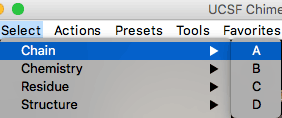 UCSF Chime
Select Actions Presets Tools Favorites
Chain A
Chemistry B
Residue C
Structure D